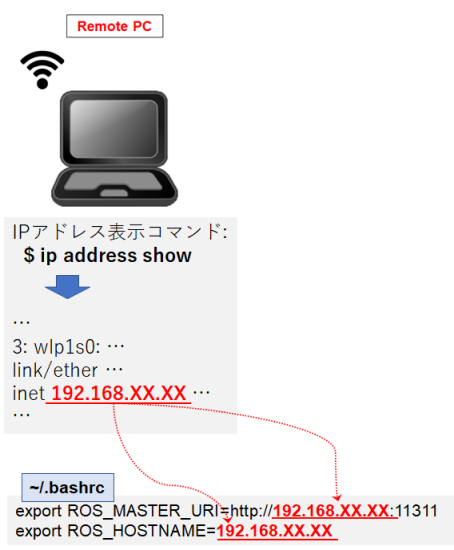 Remote PC
IPアドレス表示コマンド:
$ ip address show
…
3: wlp1s0: …
link/ether …
inet 192.168.XX.XX …
…
~/.bashrc
export ROS_MASTER_URI=http://192.168.XX.XX:11311
export ROS_HOSTNAME=192.168.XX.XX